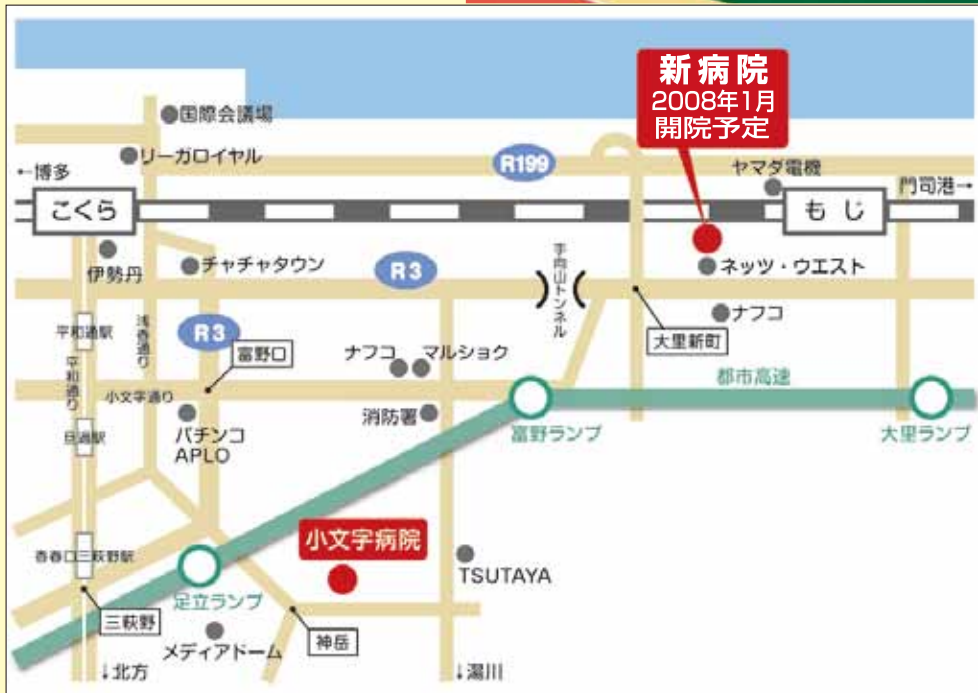 新病院
2008年1月
開院予定
国際会議場
リーガロイヤル
R199
ヤマダ電機
←博多
門司港→
こくら
もじ
伊勢丹
チャチャタウン
R3
手向山トンネル
ネッツ・ウエスト
ナフコ
平和通駅
浅香通り
R3
富野口
大里新町
ナフコ
マルショク
平和通り
小文字通り
都市高速
消防署
旦過駅
パチンコ
APLO
富野ランプ
大里ランプ
小文字病院
香春口三萩野駅
TSUTAYA
足立ランプ
三萩野
神岳
メディアドーム
↓北方
↓湯川